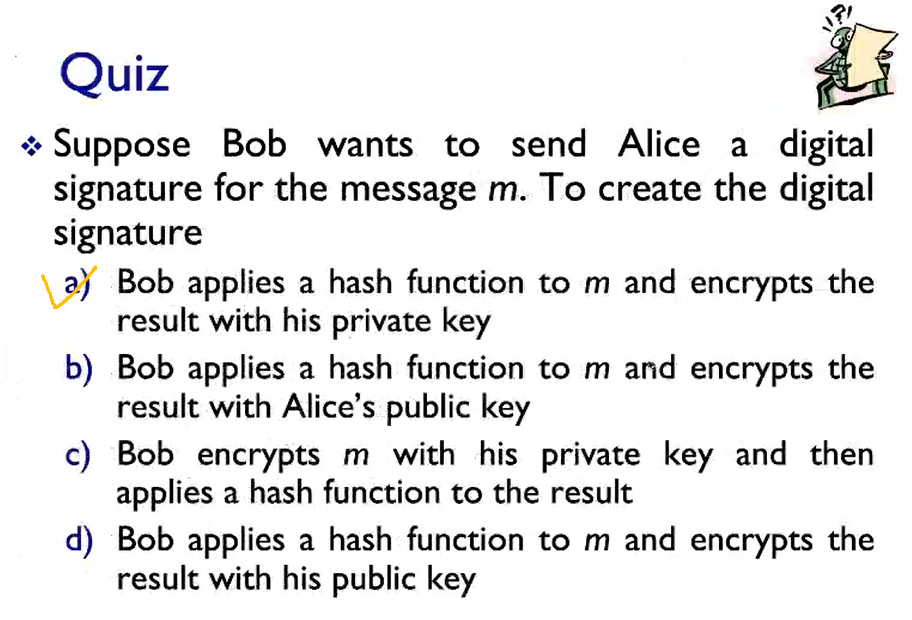 ?!
Quiz
❖ Suppose Bob wants to send Alice a digital
signature for the message m. To create the digital
signature
a) Bob applies a hash function to m and encrypts the
result with his private key
b) Bob applies a hash function to m and encrypts the
result with Alice's public key
c) Bob encrypts m with his private key and then
applies a hash function to the result
d) Bob applies a hash function to m and encrypts the
result with his public key